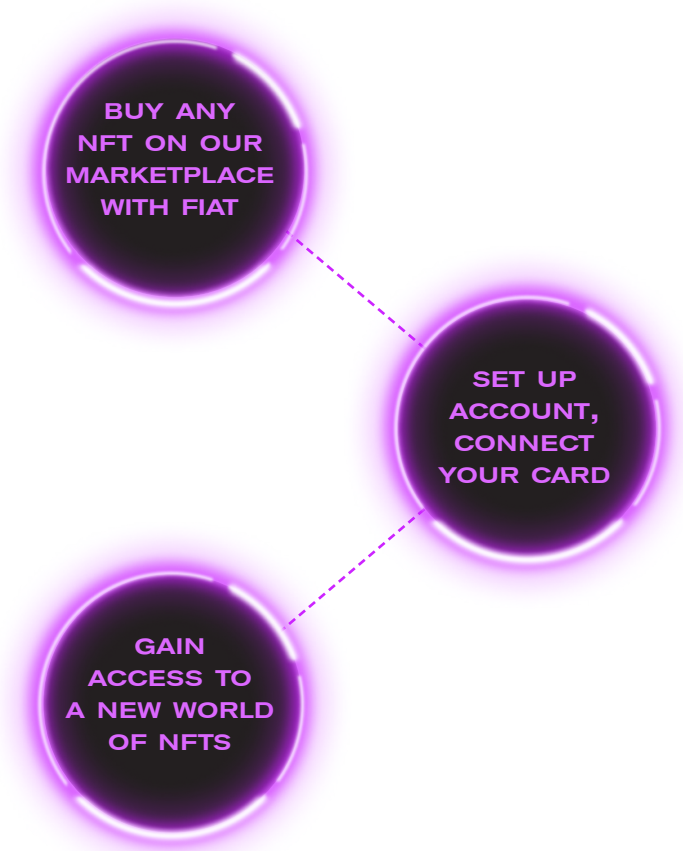 BUY ANY
NFT ON OUR
MARKETPLACE
WITH FIAT
SET UP
ACCOUNT,
CONNECT
YOUR CARD
GAIN
ACCESS TO
A NEW WORLD
OF NFTS